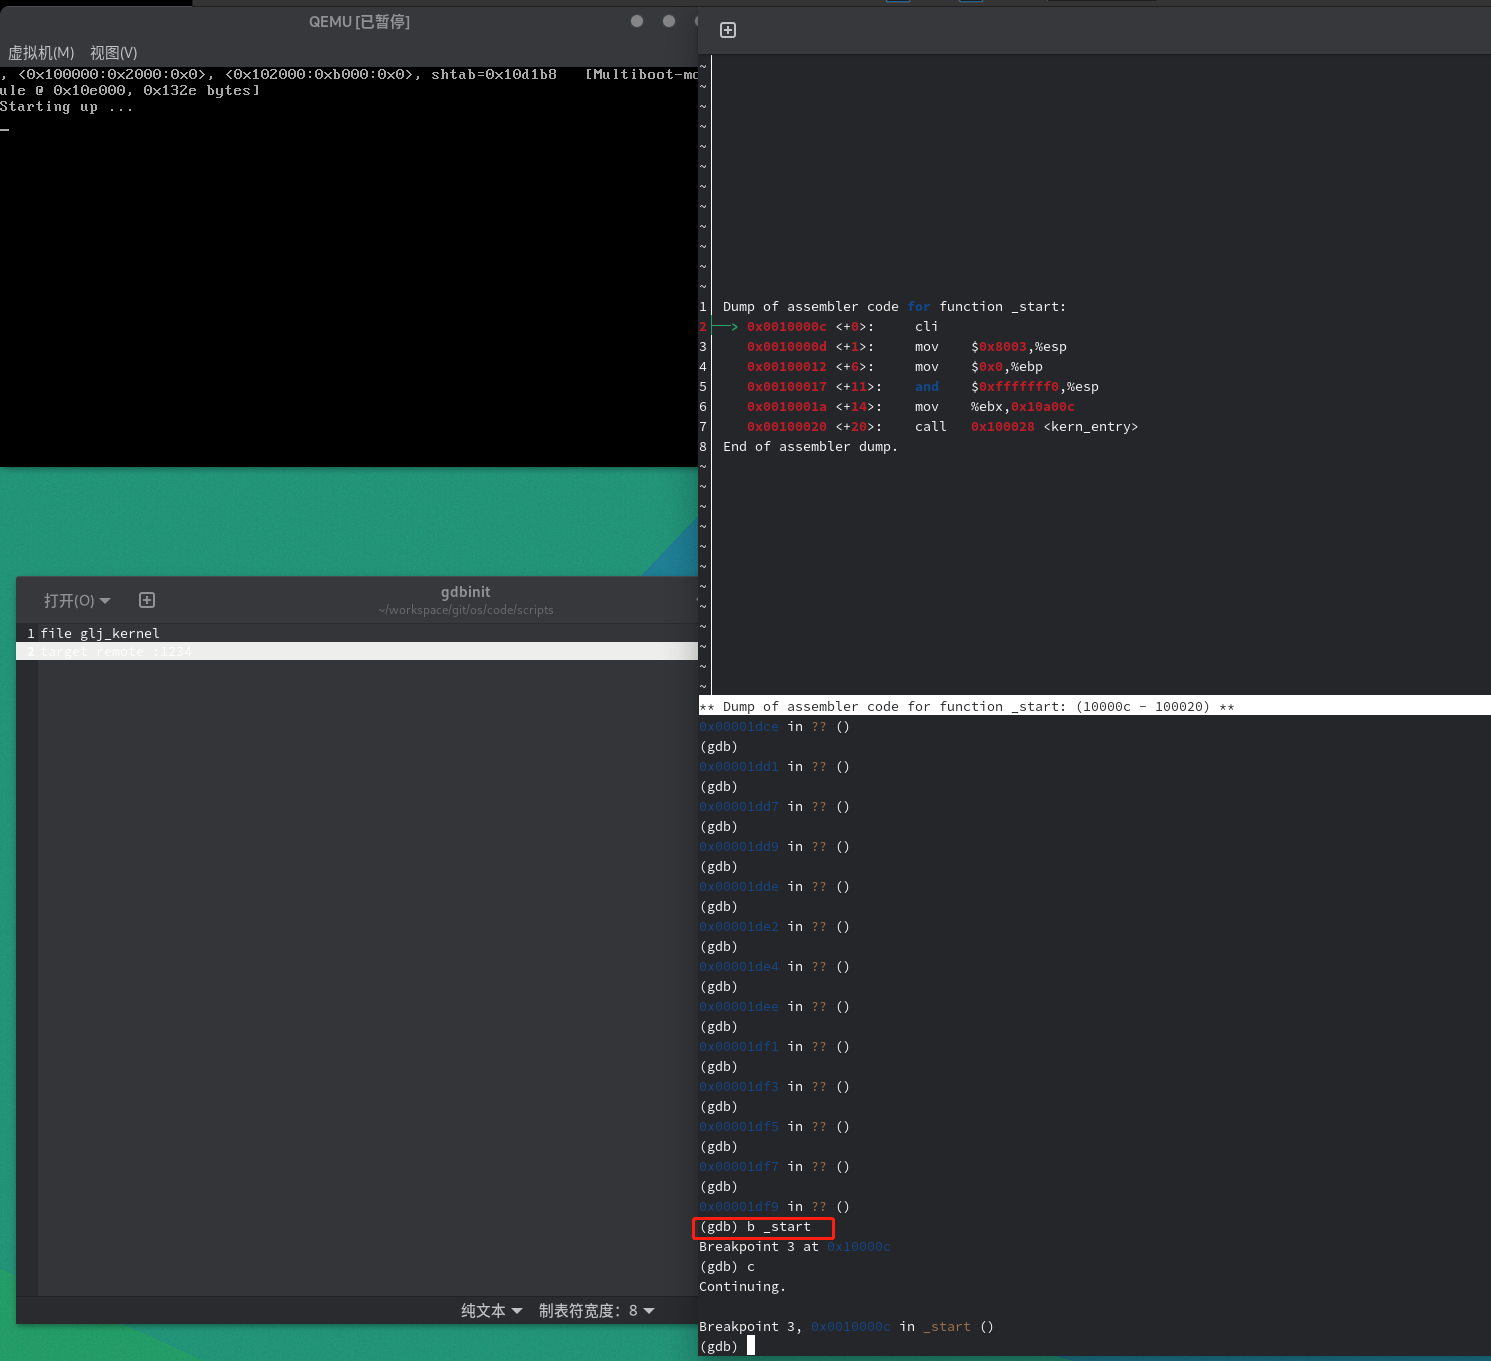 QEMU [已暂停]
虚拟机(M) 视图(V)
, <0x100000:0x2000:0x0>, <0x102000:0xb000:0x0>, shtab=0x10d1b8 [Multiboot-mo
ule @ 0x10e000, 0x132e bytes]
Starting up ...
_
打开(O)
gdbinit
~/workspace/git/os/code/scripts
1 file glj_kernel
2 target remote :1234
纯文本 制表符宽度: 8
~
~
~
~
~
~
~
~
~
~
~
~
1 Dump of assembler code for function _start:
2 ──> 0x0010000c <+0>: cli
3 0x0010000d <+1>: mov $0x8003,%esp
4 0x00100012 <+6>: mov $0x0,%ebp
5 0x00100017 <+11>: and $0xfffffff0,%esp
6 0x0010001a <+14>: mov %ebx,0x10a00c
7 0x00100020 <+20>: call 0x100028 <kern_entry>
8 End of assembler dump.
~
~
~
~
~
~
~
~
~
~
~
~
** Dump of assembler code for function _start: (10000c - 100020) **
0x00001dce in ?? ()
(gdb)
0x00001dd1 in ?? ()
(gdb)
0x00001dd7 in ?? ()
(gdb)
0x00001dd9 in ?? ()
(gdb)
0x00001dde in ?? ()
(gdb)
0x00001de2 in ?? ()
(gdb)
0x00001de4 in ?? ()
(gdb)
0x00001dee in ?? ()
(gdb)
0x00001df1 in ?? ()
(gdb)
0x00001df3 in ?? ()
(gdb)
0x00001df5 in ?? ()
(gdb)
0x00001df7 in ?? ()
(gdb)
0x00001df9 in ?? ()
(gdb) b _start
Breakpoint 3 at 0x10000c
(gdb) c
Continuing.
Breakpoint 3, 0x0010000c in _start ()
(gdb)